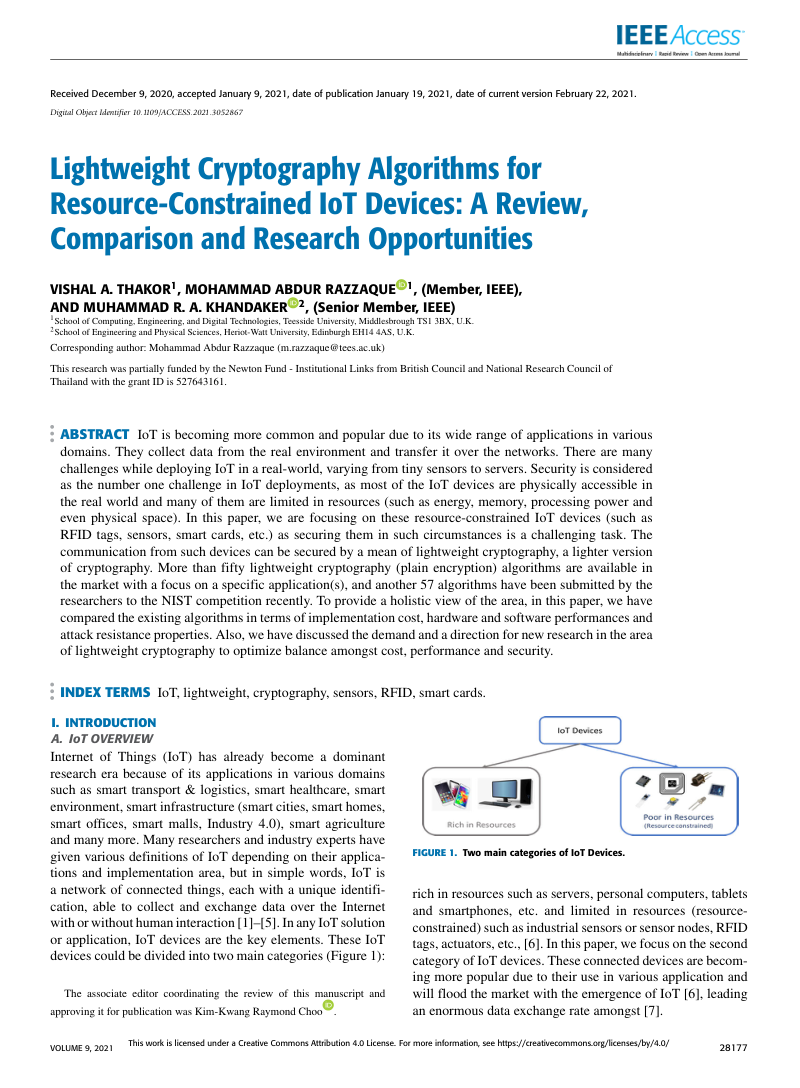 IEEE Access
Multidisciplinary | Rapid Review | Open Access Journal
Received December 9, 2020, accepted January 9, 2021, date of publication January 19, 2021, date of current version February 22, 2021.
Digital Object Identifier 10.1109/ACCESS.2021.3052867
Lightweight Cryptography Algorithms for
Resource-Constrained IoT Devices: A Review,
Comparison and Research Opportunities
VISHAL A. THAKOR1, MOHAMMAD ABDUR RAZZAQUE iD 1, (Member, IEEE),
AND MUHAMMAD R. A. KHANDAKER iD 2, (Senior Member, IEEE)
1School of Computing, Engineering, and Digital Technologies, Teesside University, Middlesbrough TS1 3BX, U.K.
2School of Engineering and Physical Sciences, Heriot-Watt University, Edinburgh EH14 4AS, U.K.
Corresponding author: Mohammad Abdur Razzaque (m.razzaque@tees.ac.uk)
This research was partially funded by the Newton Fund - Institutional Links from British Council and National Research Council of
Thailand with the grant ID is 527643161.
ABSTRACT IoT is becoming more common and popular due to its wide range of applications in various
domains. They collect data from the real environment and transfer it over the networks. There are many
challenges while deploying IoT in a real-world, varying from tiny sensors to servers. Security is considered
as the number one challenge in IoT deployments, as most of the IoT devices are physically accessible in
the real world and many of them are limited in resources (such as energy, memory, processing power and
even physical space). In this paper, we are focusing on these resource-constrained IoT devices (such as
RFID tags, sensors, smart cards, etc.) as securing them in such circumstances is a challenging task. The
communication from such devices can be secured by a mean of lightweight cryptography, a lighter version
of cryptography. More than fifty lightweight cryptography (plain encryption) algorithms are available in
the market with a focus on a specific application(s), and another 57 algorithms have been submitted by the
researchers to the NIST competition recently. To provide a holistic view of the area, in this paper, we have
compared the existing algorithms in terms of implementation cost, hardware and software performances and
attack resistance properties. Also, we have discussed the demand and a direction for new research in the area
of lightweight cryptography to optimize balance amongst cost, performance and security.
INDEX TERMS IoT, lightweight, cryptography, sensors, RFID, smart cards.
I. INTRODUCTION
A. IoT OVERVIEW
Internet of Things (IoT) has already become a dominant
research era because of its applications in various domains
such as smart transport & logistics, smart healthcare, smart
environment, smart infrastructure (smart cities, smart homes,
smart offices, smart malls, Industry 4.0), smart agriculture
and many more. Many researchers and industry experts have
given various definitions of IoT depending on their applica-
tions and implementation area, but in simple words, IoT is
a network of connected things, each with a unique identifi-
cation, able to collect and exchange data over the Internet
with or without human interaction [1]–[5]. In any IoT solution
or application, IoT devices are the key elements. These IoT
devices could be divided into two main categories (Figure 1):
The associate editor coordinating the review of this manuscript and
approving it for publication was Kim-Kwang Raymond Choo iD .
IoT Devices
Rich in Resources
Poor in Resources
(Resource constrained)
FIGURE 1. Two main categories of IoT Devices.
rich in resources such as servers, personal computers, tablets
and smartphones, etc. and limited in resources (resource-
constrained) such as industrial sensors or sensor nodes, RFID
tags, actuators, etc., [6]. In this paper, we focus on the second
category of IoT devices. These connected devices are becom-
ing more popular due to their use in various application and
will flood the market with the emergence of IoT [6], leading
an enormous data exchange rate amongst [7].
VOLUME 9, 2021
This work is licensed under a Creative Commons Attribution 4.0 License. For more information, see https://creativecommons.org/licenses/by/4.0/
28177